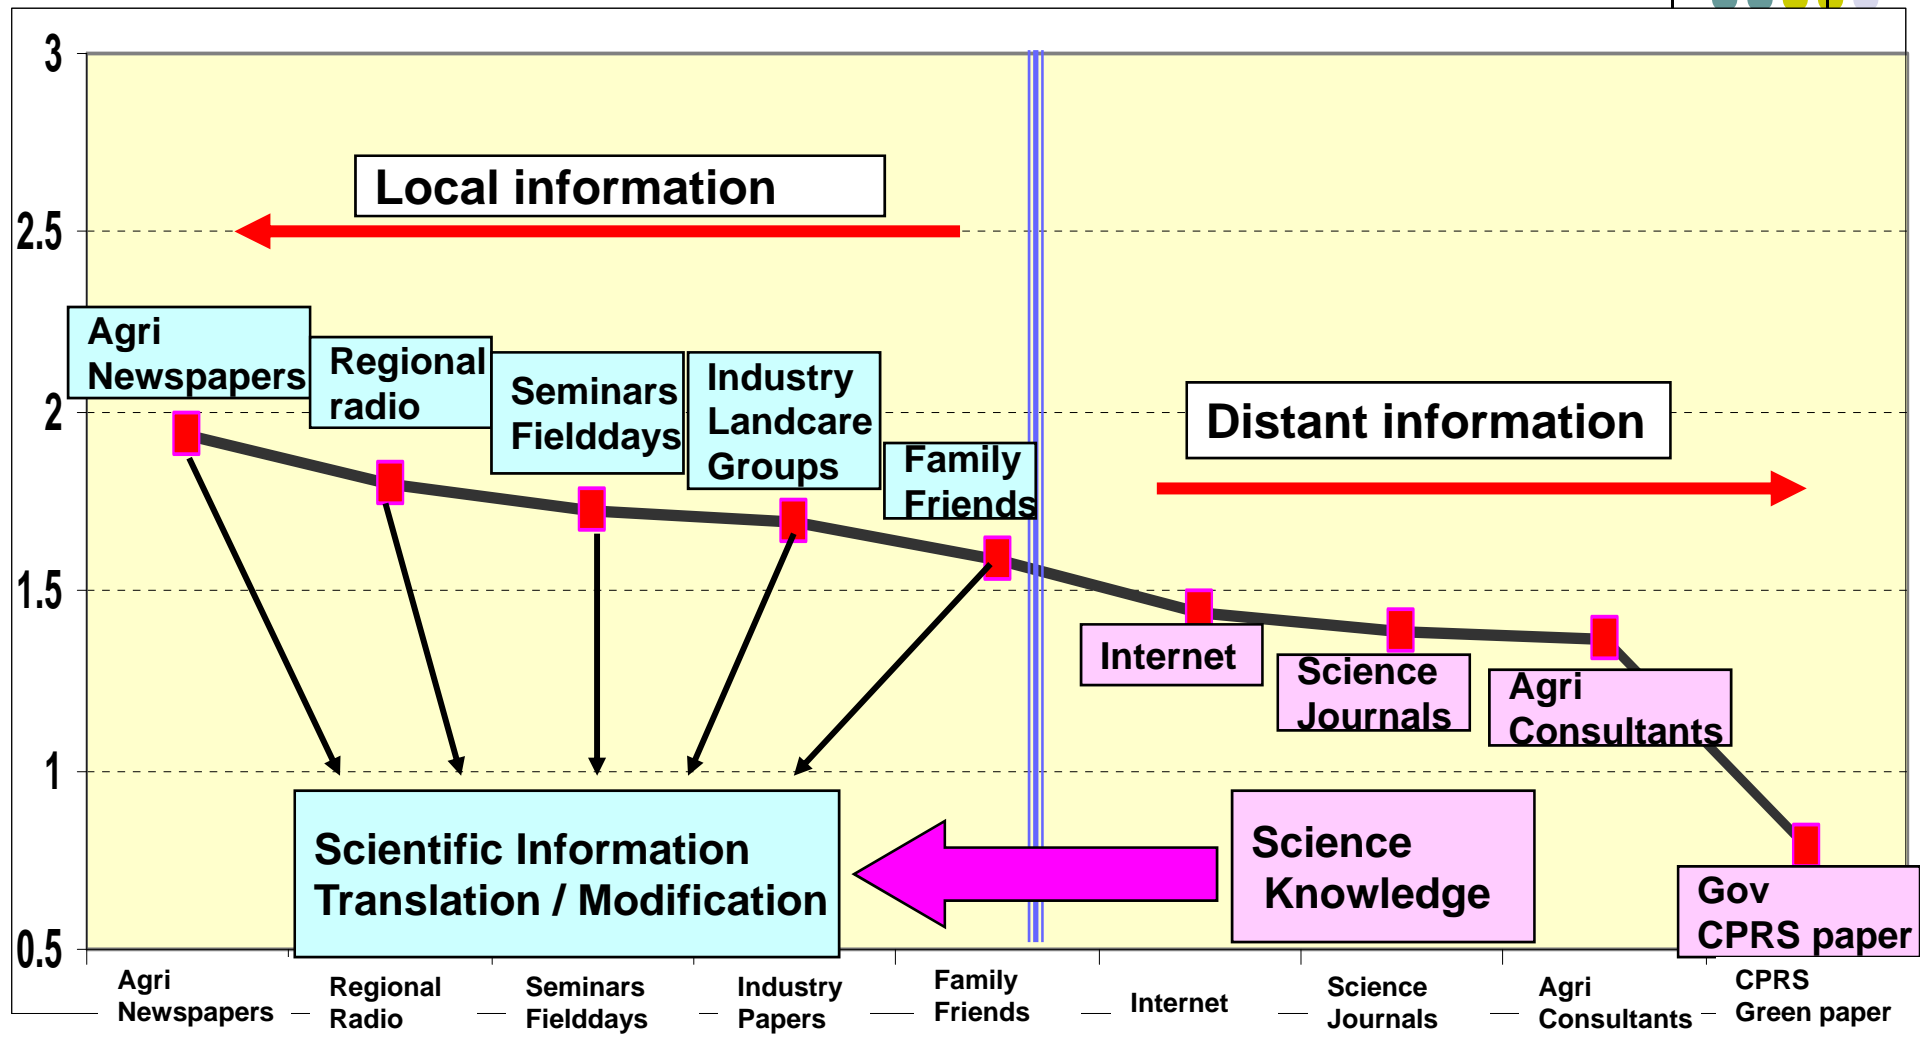 3
2.5
2
1.5
1
0.5
Local information
Agri
Newspapers
Regional
radio
Seminars
Fielddays
Industry
Landcare
Groups
Family
Friends
Distant information
Internet
Science
Journals
Agri
Consultants
Gov
CPRS paper
Scientific Information
Translation / Modification
Science
Knowledge
Agri
Newspapers
Regional
Radio
Seminars
Fielddays
Industry
Papers
Family
Friends
Internet
Science
Journals
Agri
Consultants
CPRS
Green paper